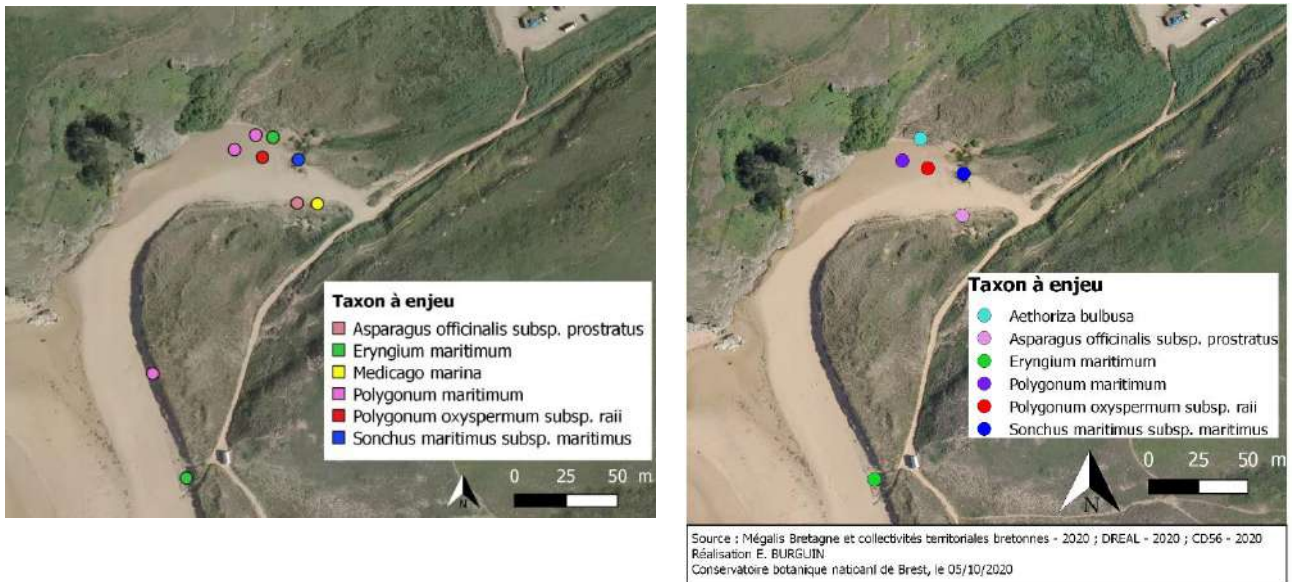 Taxon à enjeu
Asparagus officinalis subsp. prostratus
Eryngium maritimum
Medicago marina
Polygonum maritimum
Polygonum oxyspermum subsp. raii
Sonchus maritimus subsp. maritimus
N
0 25 50 m
Taxon à enjeu
Aethoriza bulbusa
Asparagus officinalis subsp. prostratus
Eryngium maritimum
Polygonum maritimum
Polygonum oxyspermum subsp. raii
Sonchus maritimus subsp. maritimus
N
0 25 50 m
Source : Mégalis Bretagne et collectivités territoriales bretonnes - 2020 ; DREAL - 2020 ; CD56 - 2020
Réalisation E. BURGUIN
Conservatoire botanique natioanl de Brest, le 05/10/2020